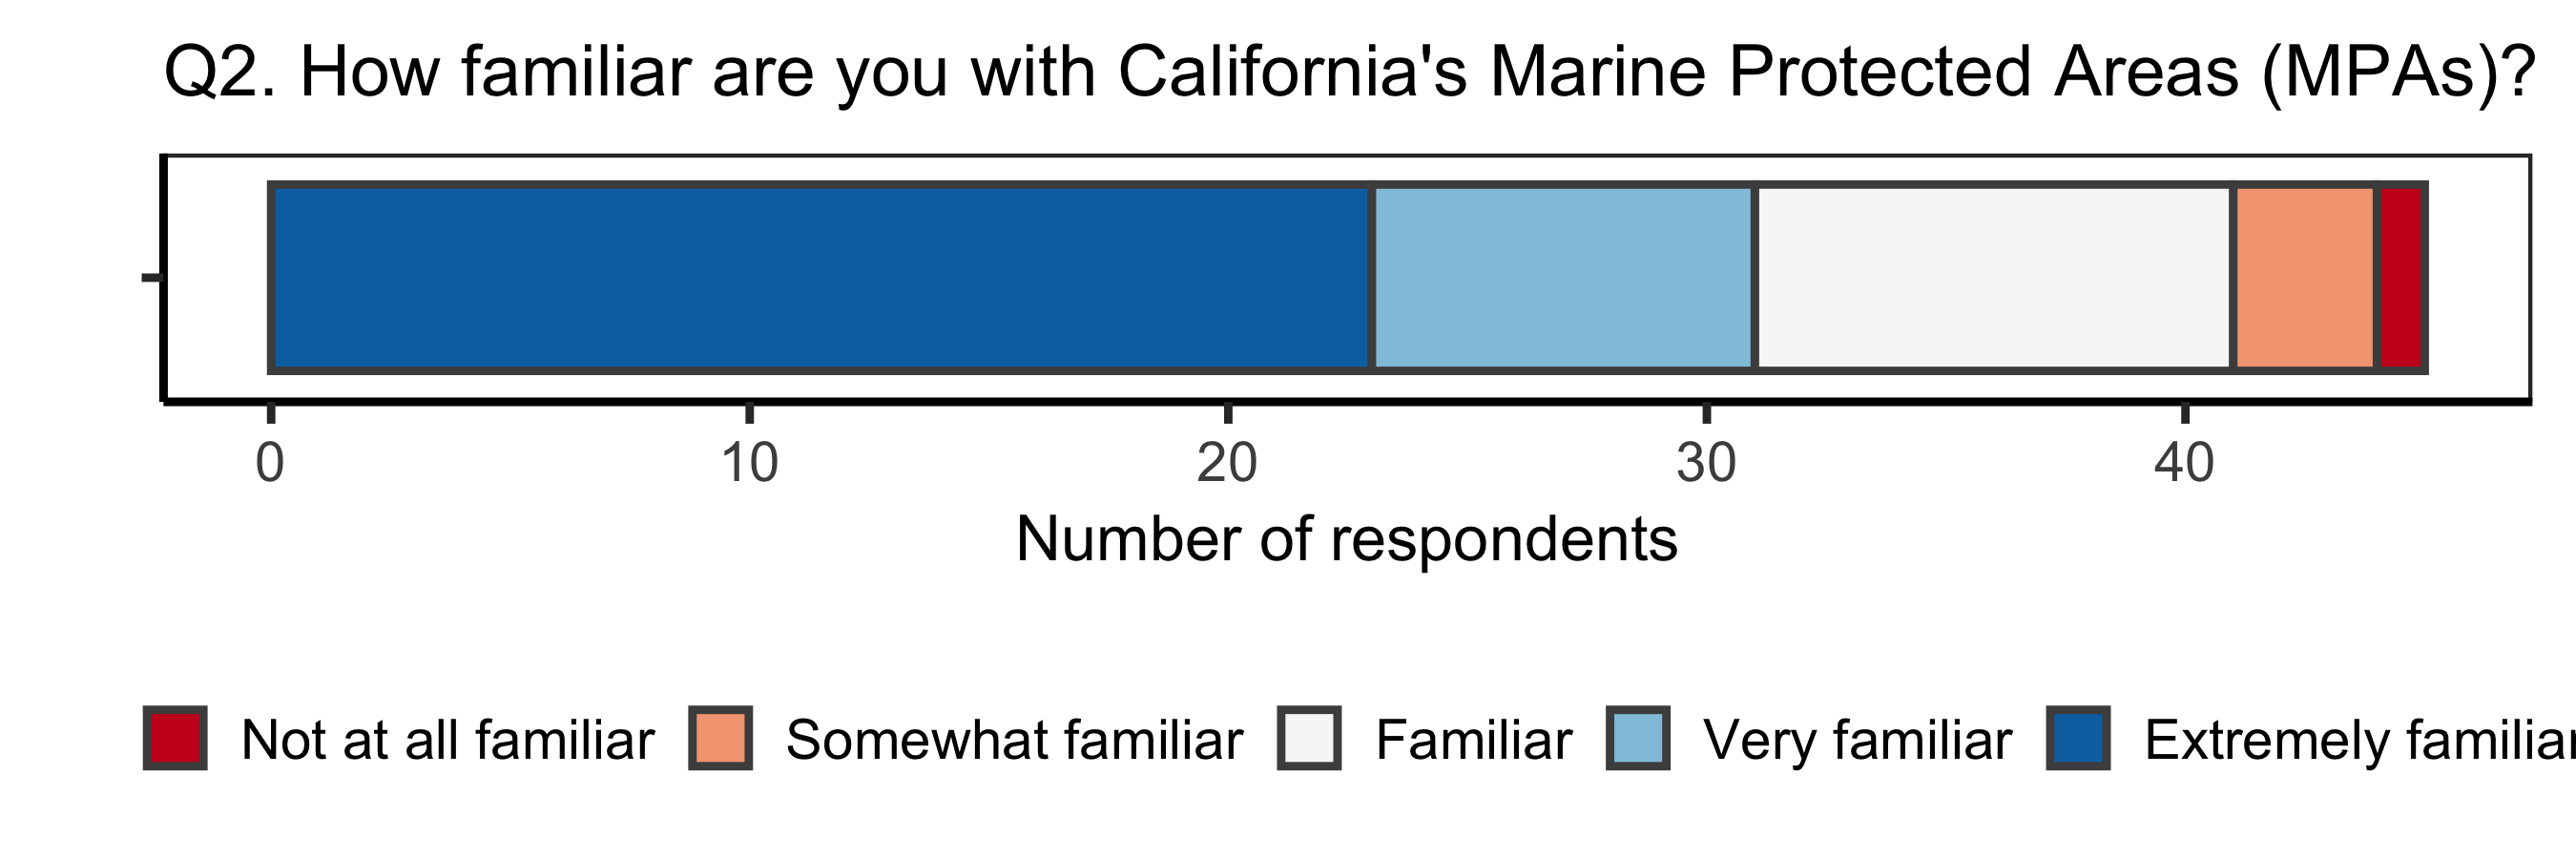 Q2. How familiar are you with California's Marine Protected Areas (MPAs)?
0 10 20 30 40
Number of respondents
Not at all familiar Somewhat familiar Familiar Very familiar Extremely familiar